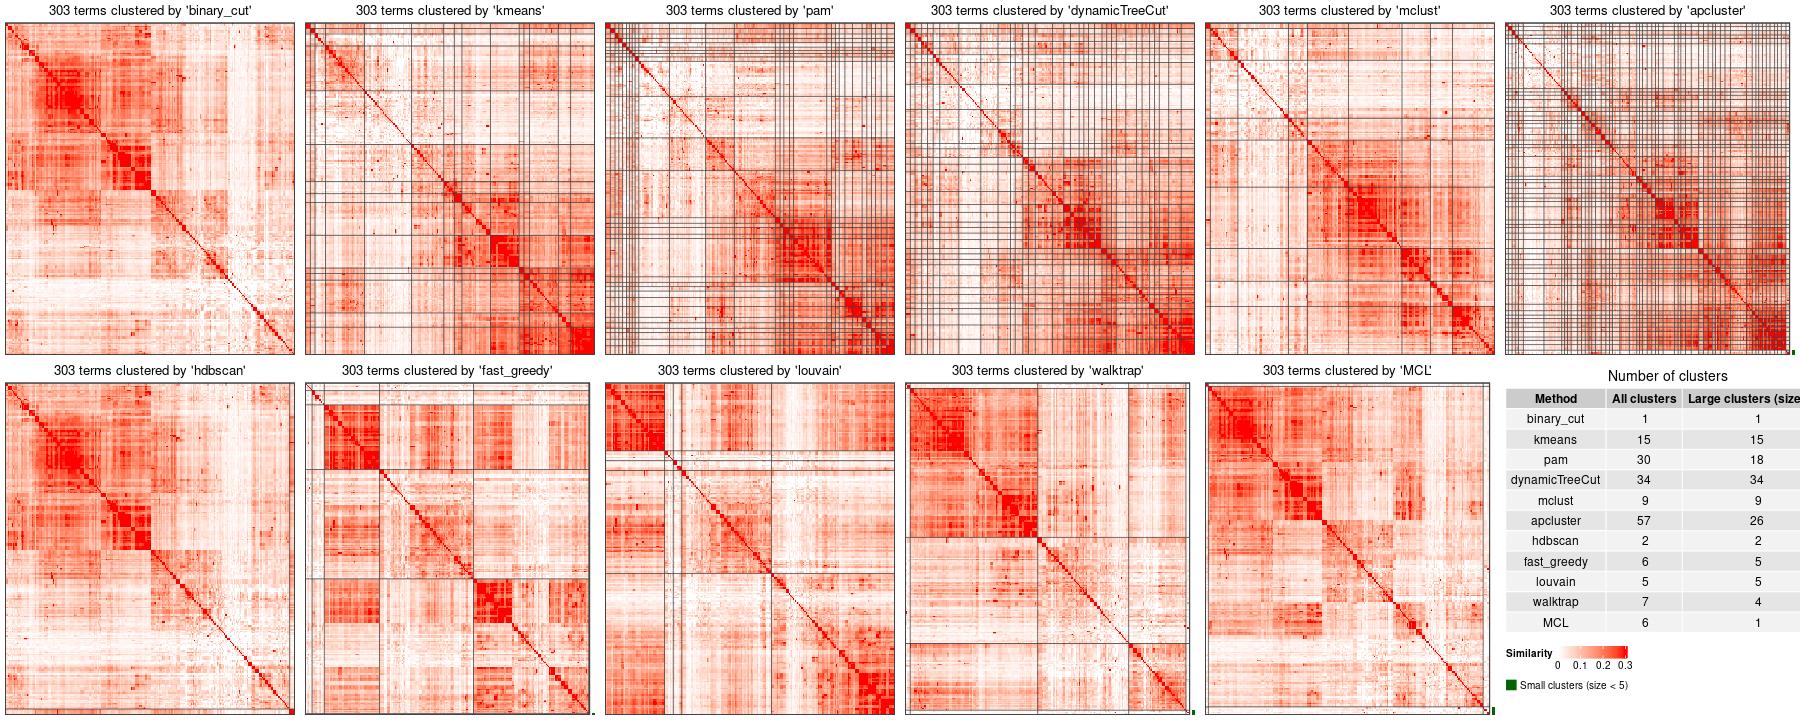 303 terms clustered by 'binary_cut'
303 terms clustered by 'kmeans'
303 terms clustered by 'pam'
303 terms clustered by 'dynamicTreeCut'
303 terms clustered by 'mclust'
303 terms clustered by 'apcluster'
303 terms clustered by 'hdbscan'
303 terms clustered by 'fast_greedy'
303 terms clustered by 'louvain'
303 terms clustered by 'walktrap'
303 terms clustered by 'MCL'
Number of clusters
Method All clusters Large clusters (size
binary_cut 1 1
kmeans 15 15
pam 30 18
dynamicTreeCut 34 34
mclust 9 9
apcluster 57 26
hdbscan 2 2
fast_greedy 6 5
louvain 5 5
walktrap 7 4
MCL 6 1
Similarity
0 0.1 0.2 0.3
Small clusters (size < 5)